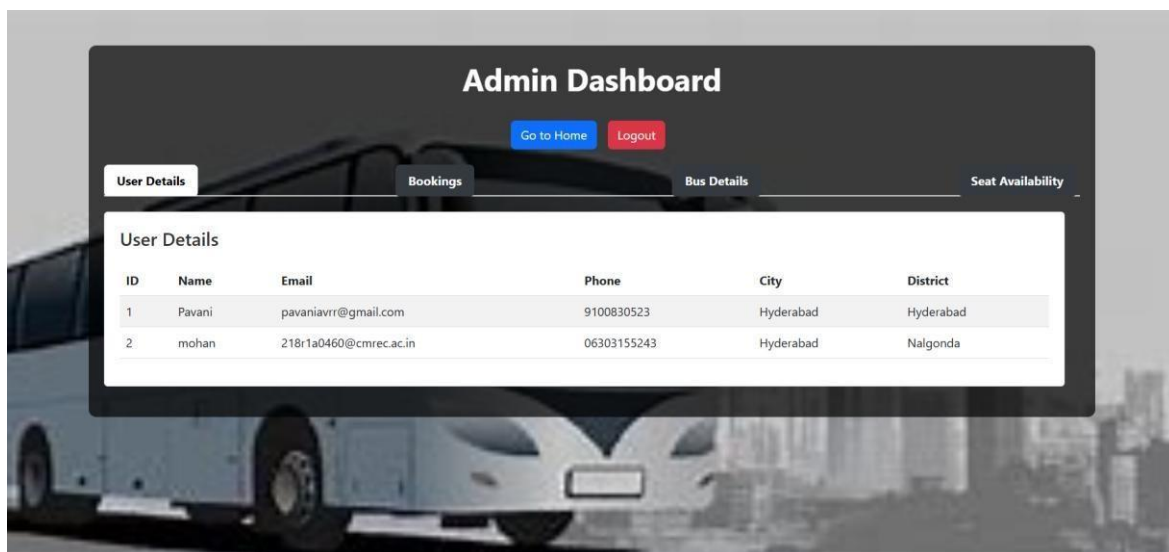 Admin Dashboard
Go to Home Logout
User Details Bookings Bus Details Seat Availability
User Details
ID Name Email Phone City District
1 Pavani pavaniavrr@gmail.com 9100830523 Hyderabad Hyderabad
2 mohan 218r1a0460@cmrec.ac.in 06303155243 Hyderabad Nalgonda